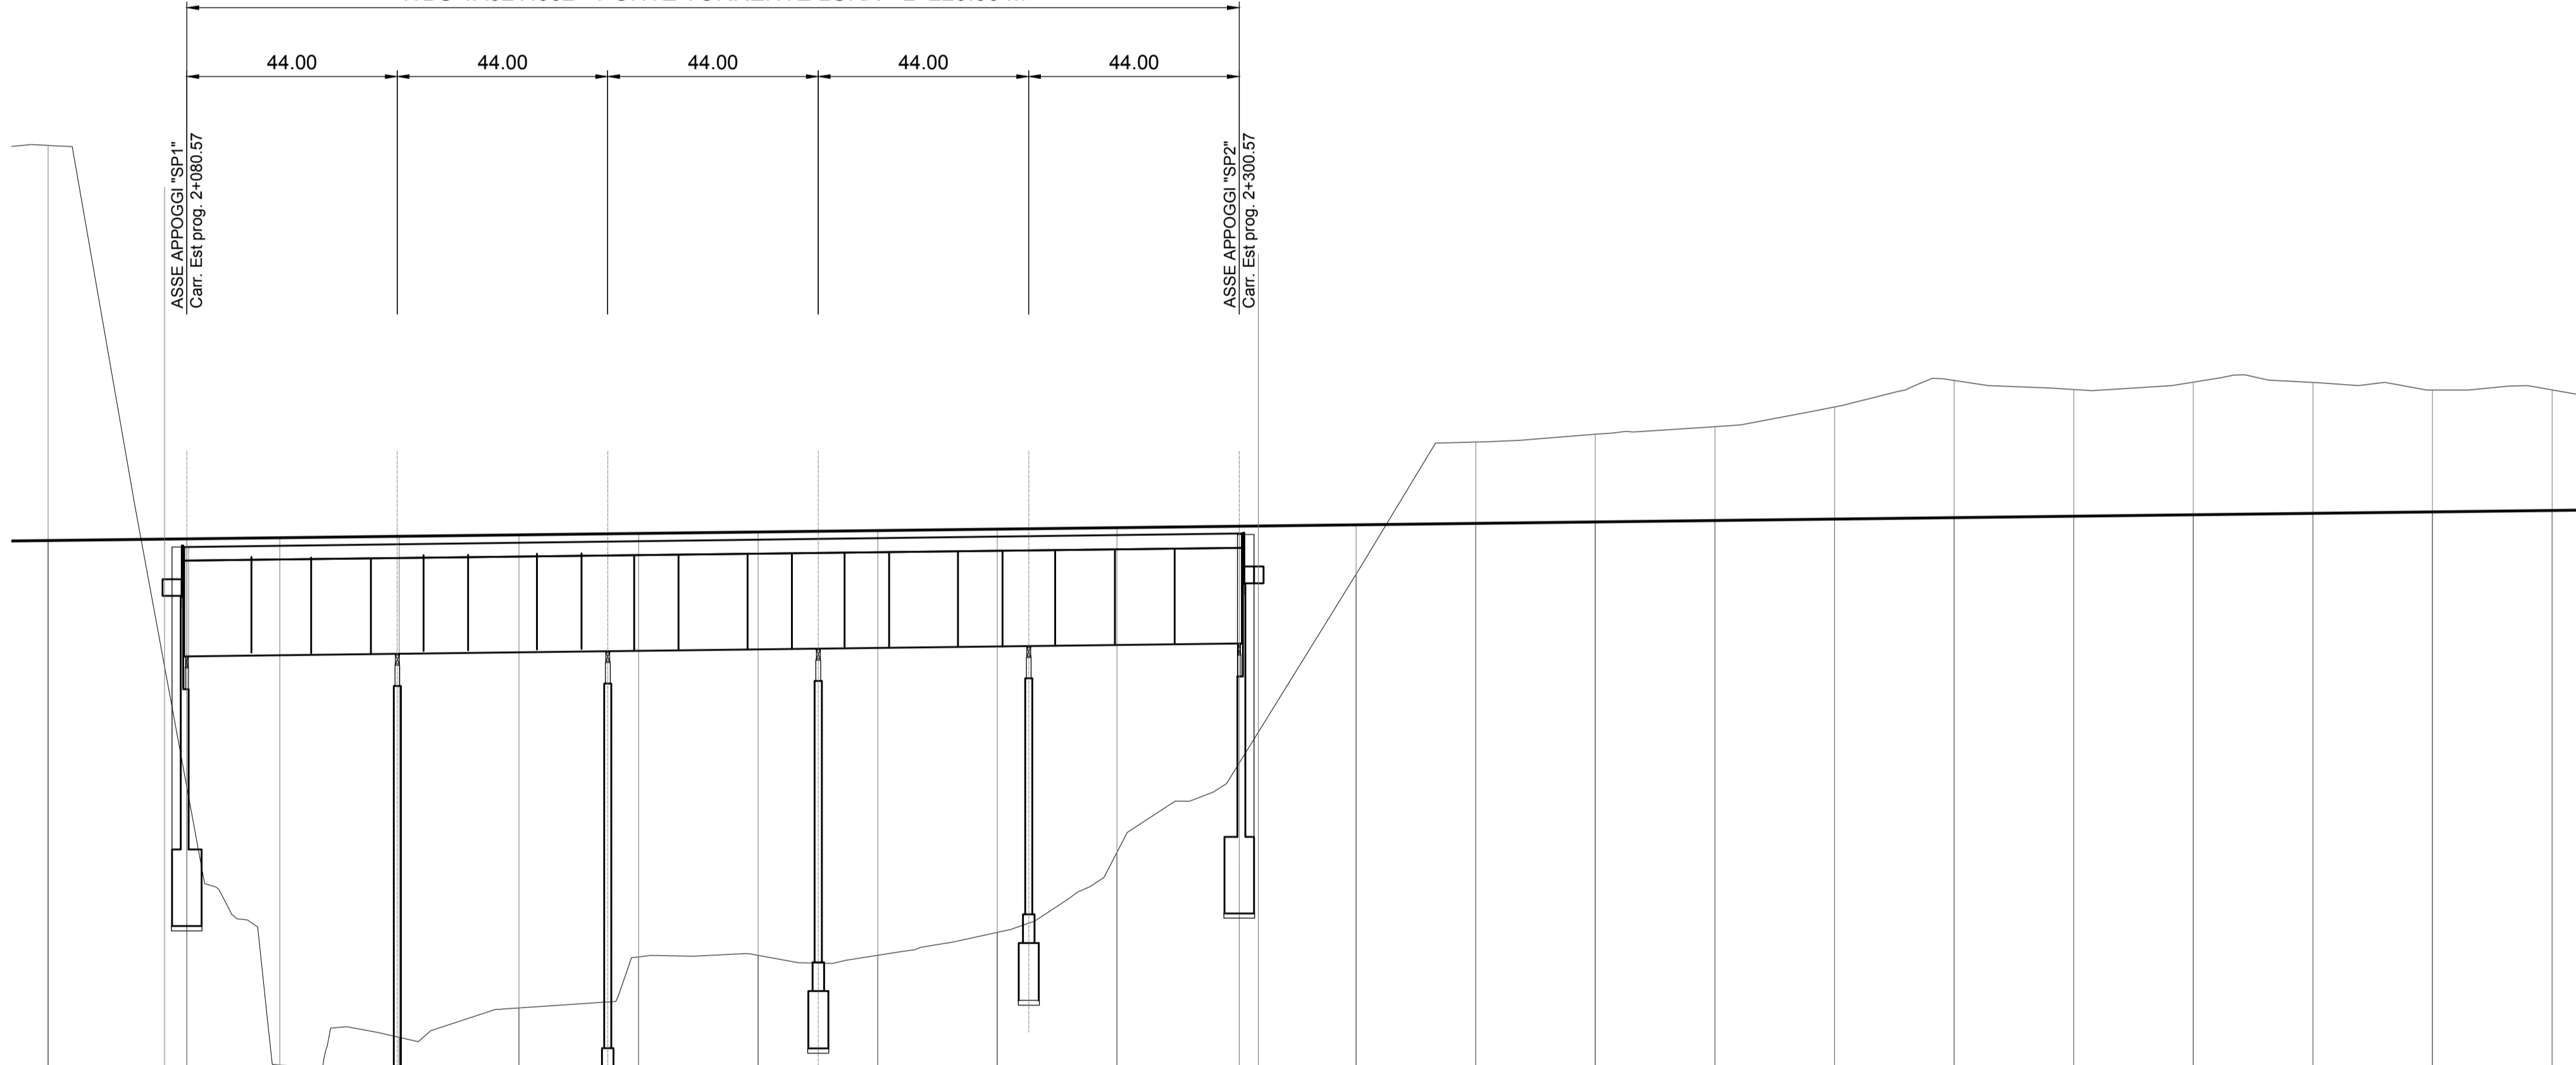 44.00 44.00 44.00 44.00 44.00
ASSE APPOGGI "SP1"
Carr. Est prog. 2+080.57
ASSE APPOGGI "SP2"
Carr. Est prog. 2+300.57